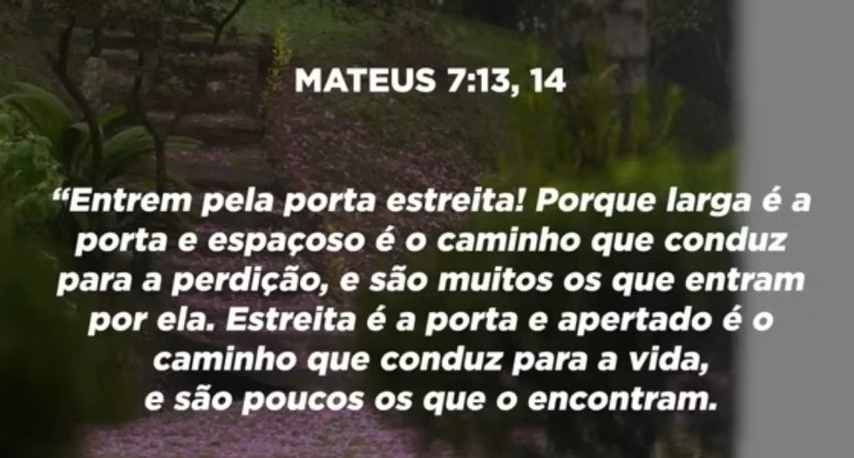 MATEUS 7:13, 14
“Entrem pela porta estreita! Porque larga é a
porta e espaçoso é o caminho que conduz
para a perdição, e são muitos os que entram
por ela. Estreita é a porta e apertado é o
caminho que conduz para a vida,
e são poucos os que o encontram.